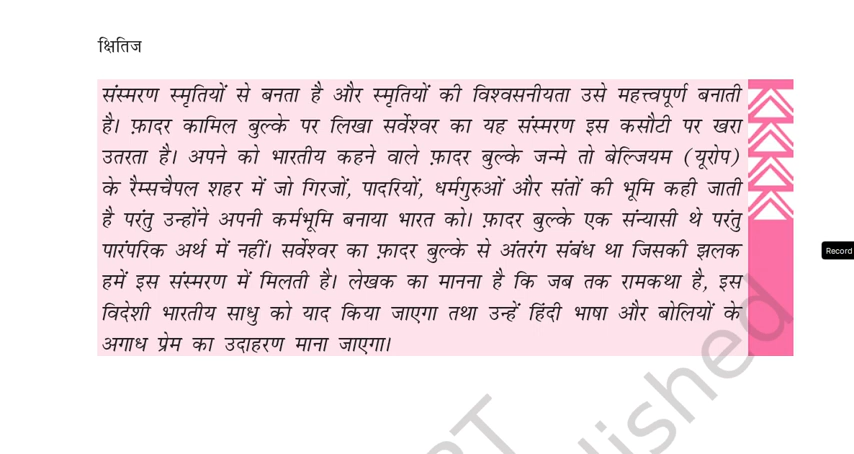 क्षितिज
संस्मरण स्मृतियों से बनता है और स्मृतियों की विश्वसनीयता उसे महत्त्वपूर्ण बनाती
है। फ़ादर कामिल बुल्के पर लिखा सर्वेश्वर का यह संस्मरण इस कसौटी पर खरा
उतरता है। अपने को भारतीय कहने वाले फ़ादर बुल्के जन्मे तो बेल्जियम (यूरोप)
के रैम्सचैपल शहर में जो गिरजों, पादरियों, धर्मगुरुओं और संतों की भूमि कही जाती
है परंतु उन्होंने अपनी कर्मभूमि बनाया भारत को। फ़ादर बुल्के एक संन्यासी थे परंतु
पारंपरिक अर्थ में नहीं। सर्वेश्वर का फ़ादर बुल्के से अंतरंग संबंध था जिसकी झलक
हमें इस संस्मरण में मिलती है। लेखक का मानना है कि जब तक रामकथा है, इस
विदेशी भारतीय साधु को याद किया जाएगा तथा उन्हें हिंदी भाषा और बोलियों के
अगाध प्रेम का उदाहरण माना जाएगा।
Record